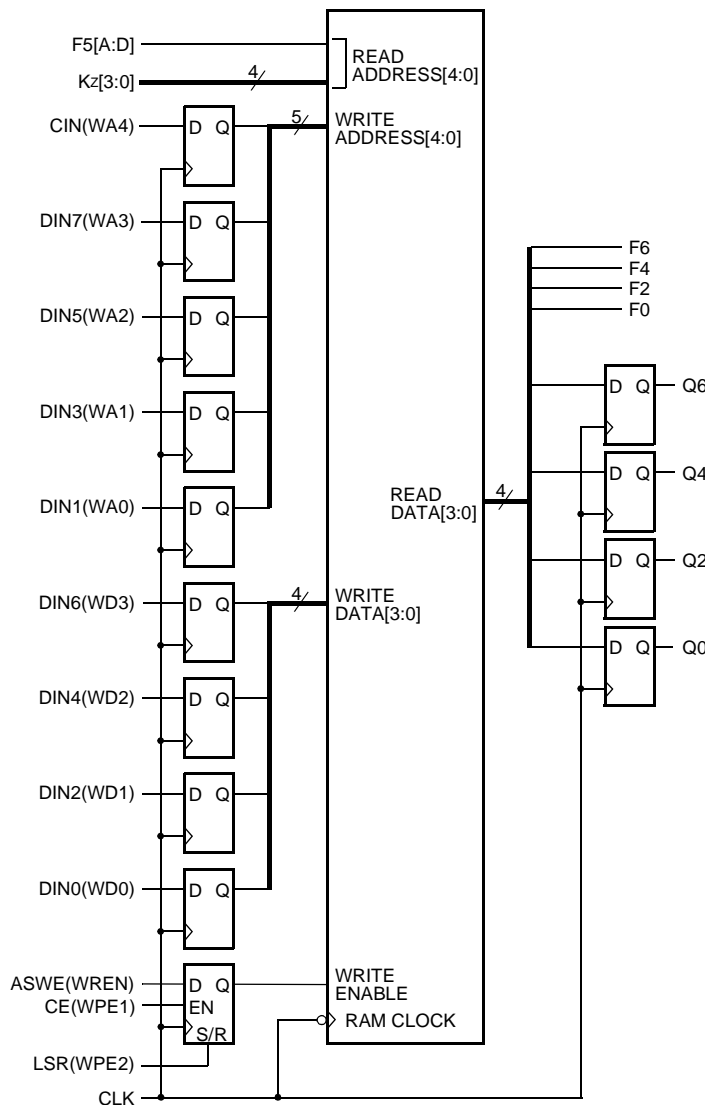 F5[A:D]
KZ[3:0]
4
READ
ADDRESS[4:0]
CIN(WA4)
D Q
5
WRITE
ADDRESS[4:0]
DIN7(WA3)
D Q
F6
F4
F2
F0
DIN5(WA2)
D Q
D Q
Q6
DIN3(WA1)
D Q
D Q
Q4
DIN1(WA0)
D Q
READ
DATA[3:0]
4
D Q
Q2
DIN6(WD3)
D Q
4
WRITE
DATA[3:0]
D Q
Q0
DIN4(WD2)
D Q
DIN2(WD1)
D Q
DIN0(WD0)
D Q
ASWE(WREN)
D Q
WRITE
ENABLE
CE(WPE1)
EN
S/R
RAM CLOCK
LSR(WPE2)
CLK